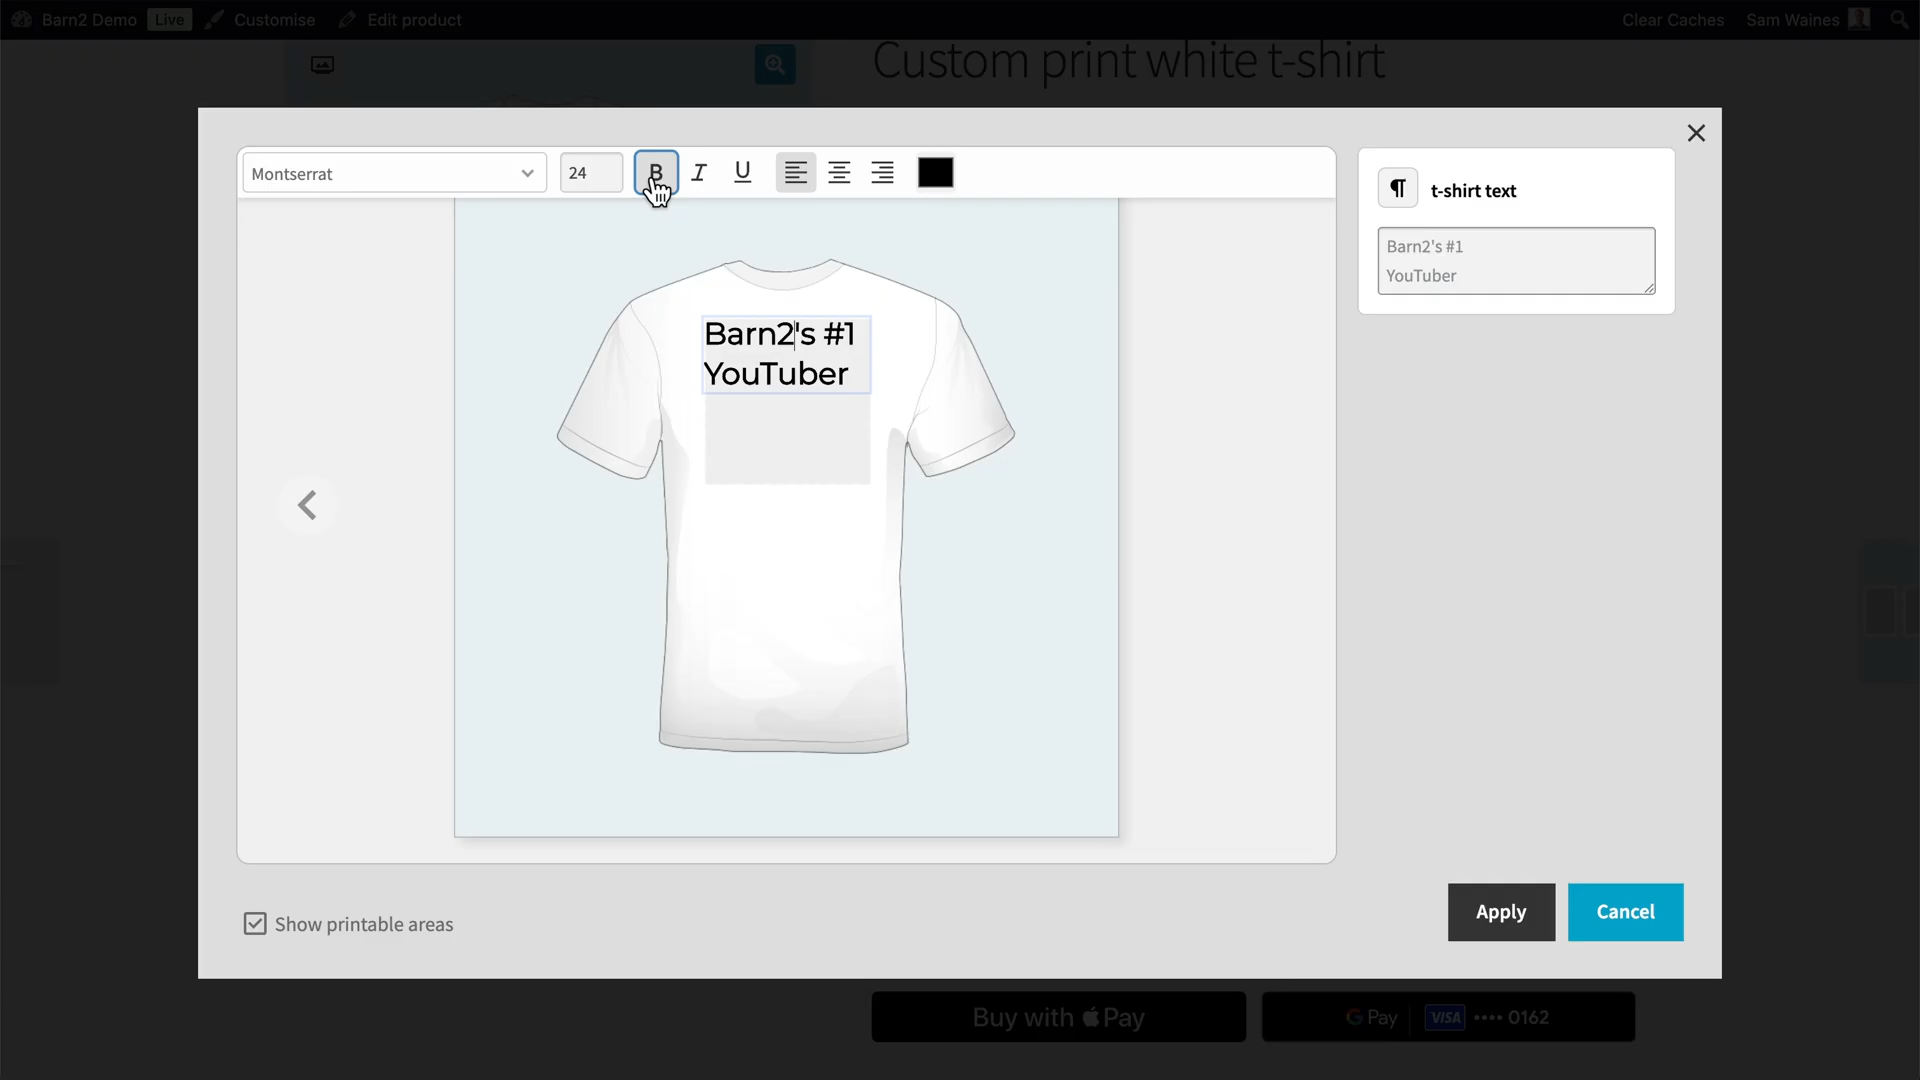 Barn2 Demo Live Customise Edit product Clear Caches Sam Waines
Custom print white t-shirt
Montserrat 24 B I U
¶ t-shirt text
Barn2's #1
YouTuber
Barn2's #1
YouTuber
Show printable areas
Apply Cancel
Buy with Pay G Pay VISA •••• 0162